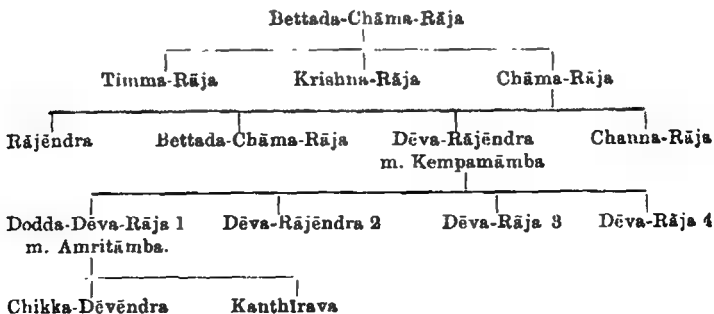 Bettada-Chāma-Rāja
Timma-Rāja Krishna-Rāja Chāma-Rāja
Rājēndra Bettada-Chāma-Rāja Dēva-Rājēndra Channa-Rāja
m. Kempamāmba
Dodda-Dēva-Rāja 1 Dēva-Rājēndra 2 Dēva-Rāja 3 Dēva-Rāja 4
m. Amritāmba.
Chikka-Dēvēndra Kanthīrava